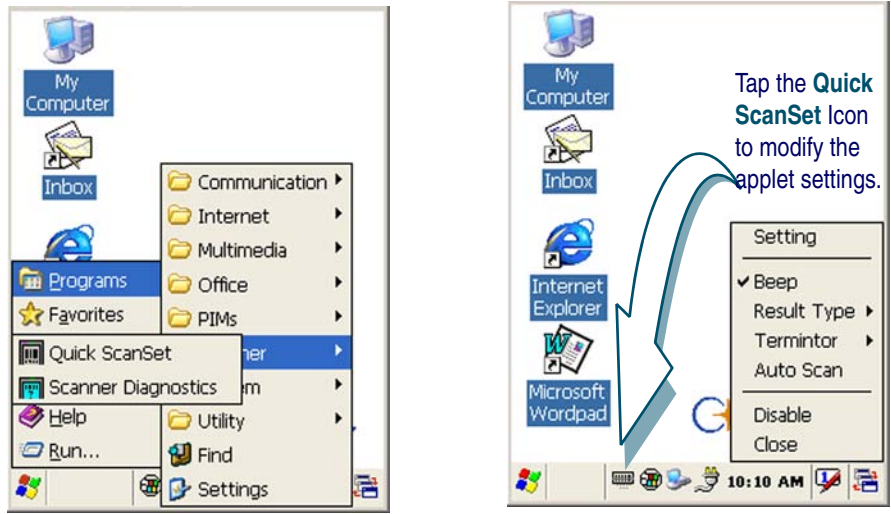 My
Computer
Inbox
Communication
Internet
Multimedia
Programs
Office
Favorites
PIMs
Quick ScanSet
ner
Scanner Diagnostics
m
Help
Utility
Run...
Find
Settings
My
Computer
Tap the Quick
ScanSet Icon
to modify the
applet settings.
Inbox
Internet
Explorer
Microsoft
Wordpad
Setting
Beep
Result Type
Termintor
Auto Scan
Disable
Close
10:10 AM